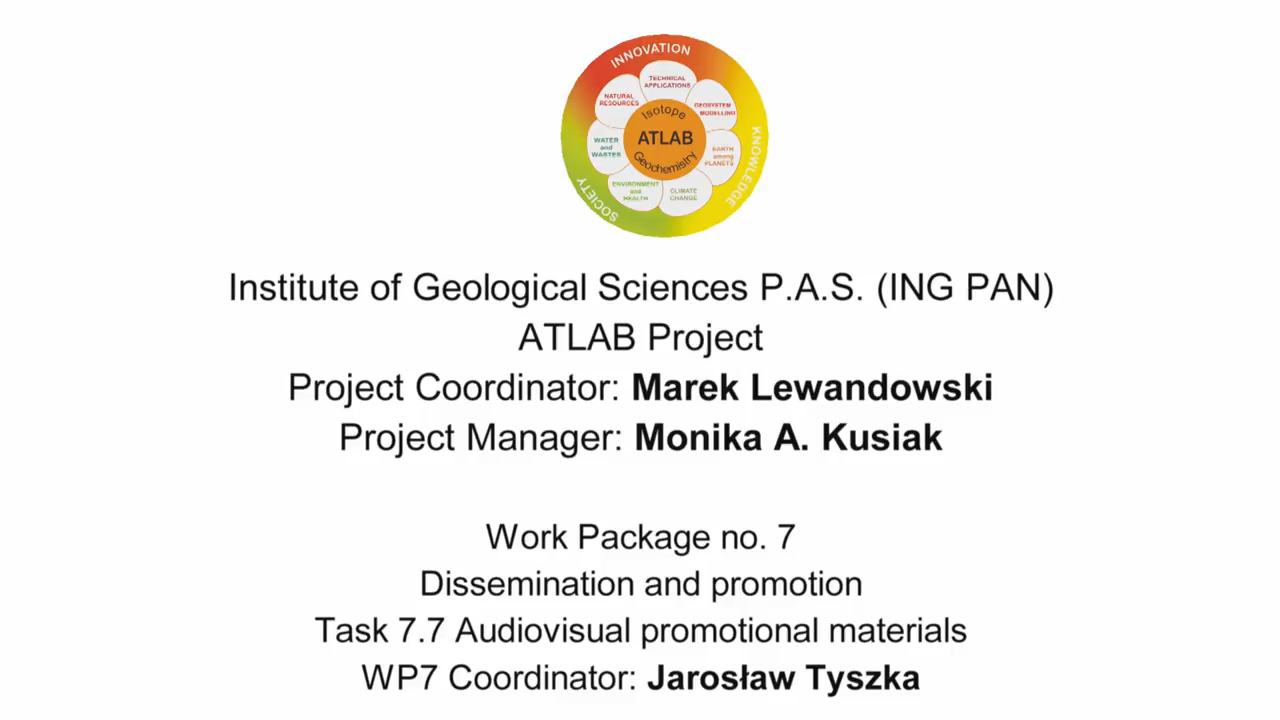 INNOVATION
TECHNICAL
APPLICATIONS
NATURAL
RESOURCES
GEOSYSTEM
MODELLING
Isotope
ATLAB
Geochemistry
WATER
and
WASTES
EARTH
among
PLANETS
ENVIRONMENT
and
HEALTH
CLIMATE
CHANGE
KNOWLEDGE
SOCIETY
Institute of Geological Sciences P.A.S. (ING PAN)
ATLAB Project
Project Coordinator: Marek Lewandowski
Project Manager: Monika A. Kusiak
Work Package no. 7
Dissemination and promotion
Task 7.7 Audiovisual promotional materials
WP7 Coordinator: Jarosław Tyszka